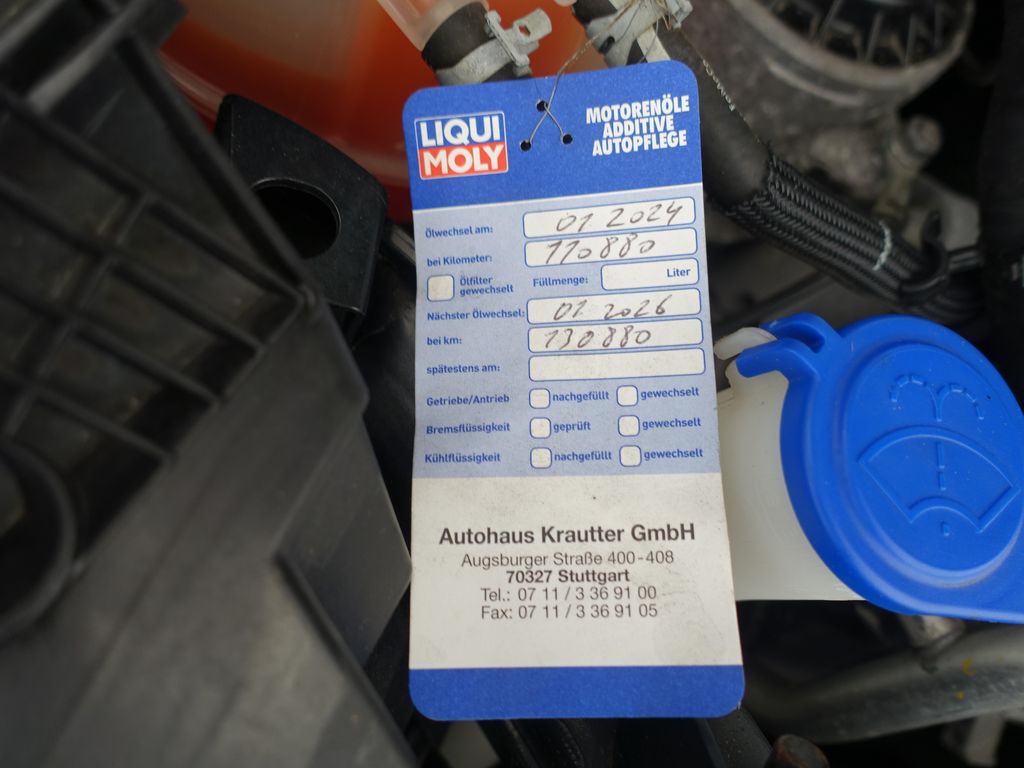 LIQUI
MOLY
MOTORENÖLE
ADDITIVE
AUTOPFLEGE
Ölwechsel am: 01 2024
bei Kilometer: 110880
Ölfilter
gewechselt
Füllmenge: Liter
Nächster Ölwechsel: 01 2026
bei km: 130880
spätestens am:
Getriebe/Antrieb nachgefüllt gewechselt
Bremsflüssigkeit geprüft gewechselt
Kühlflüssigkeit nachgefüllt gewechselt
Autohaus Krautter GmbH
Augsburger Straße 400-408
70327 Stuttgart
Tel.: 07 11 / 3 36 91 00
Fax: 07 11 / 3 36 91 05